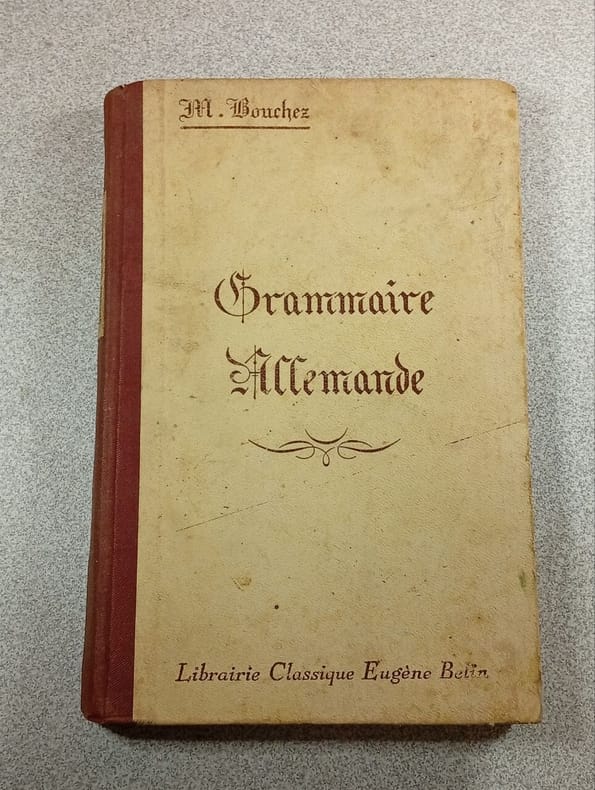 M. Bouchez
Grammaire
Allemande
Librairie Classique Eugène Belin